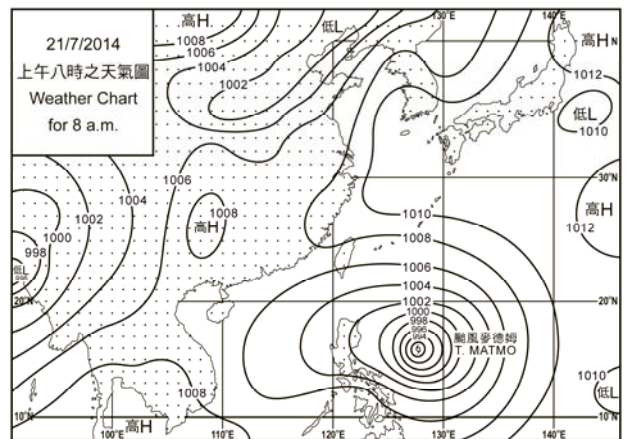 21/7/2014
上午八時之天氣圖
Weather Chart
for 8 a.m.
高H
低L
130°E
140°E
高H
N
1008
1006
1004
1002
1012
低L
1010
1006
1004
1002
1000
998
低L
996
高H
1008
30°N
高H
1012
1010
1008
1006
1004
1002
1000
998
996
994
颱風麥德姆
T. MATMO
20°N
20°N
1008
1010
低L
10°N
10°N
高H
100°E
110°E
120°E
130°E
140°E